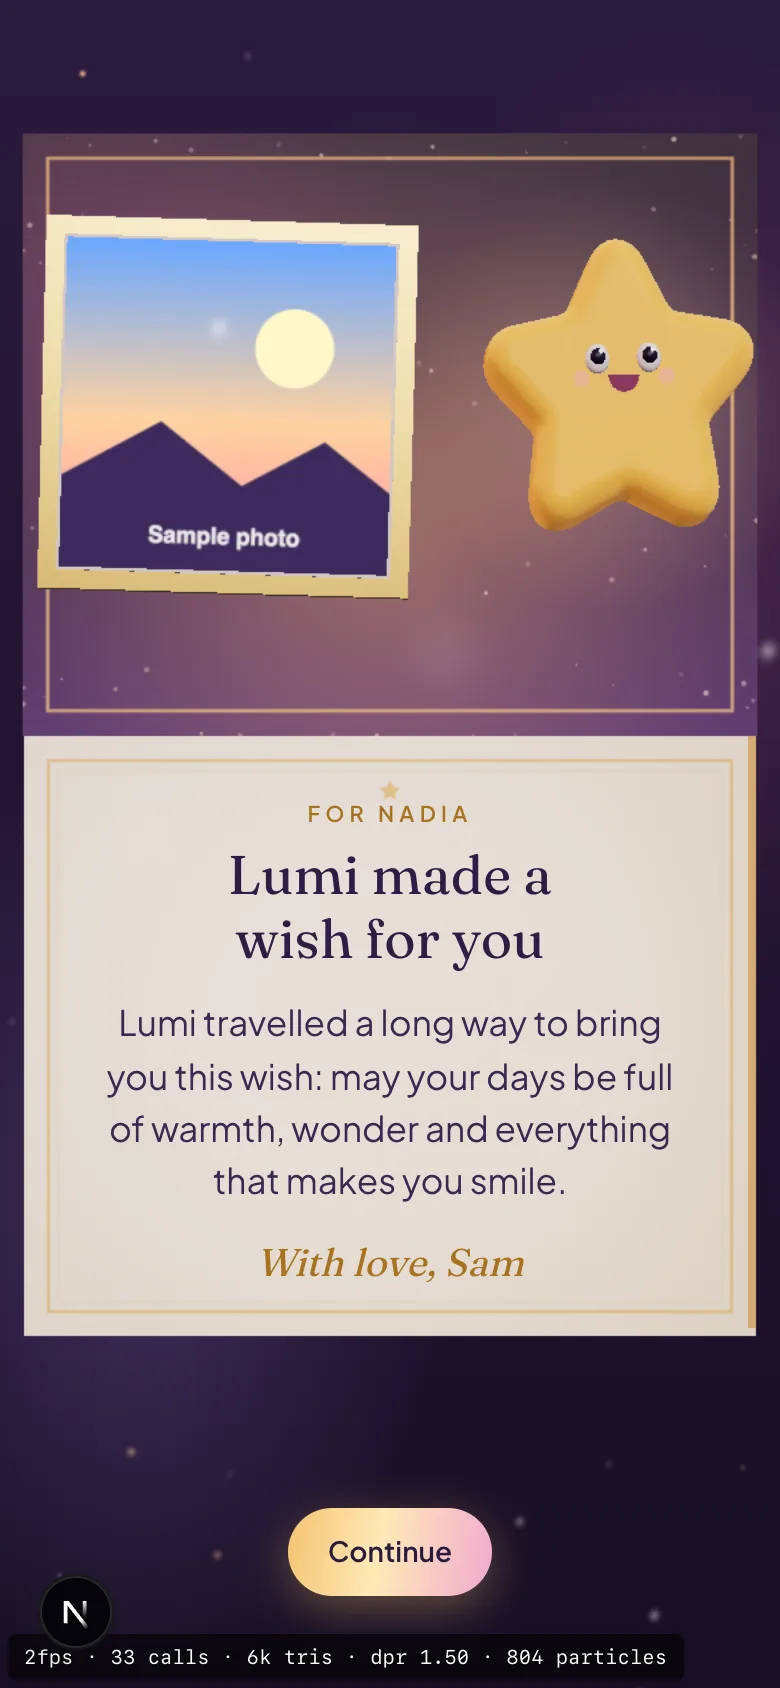 Sample photo
FOR NADIA
Lumi made a
wish for you
Lumi travelled a long way to bring
you this wish: may your days be full
of warmth, wonder and everything
that makes you smile.
With love, Sam
Continue
N
2fps · 33 calls · 6k tris · dpr 1.50 · 804 particles